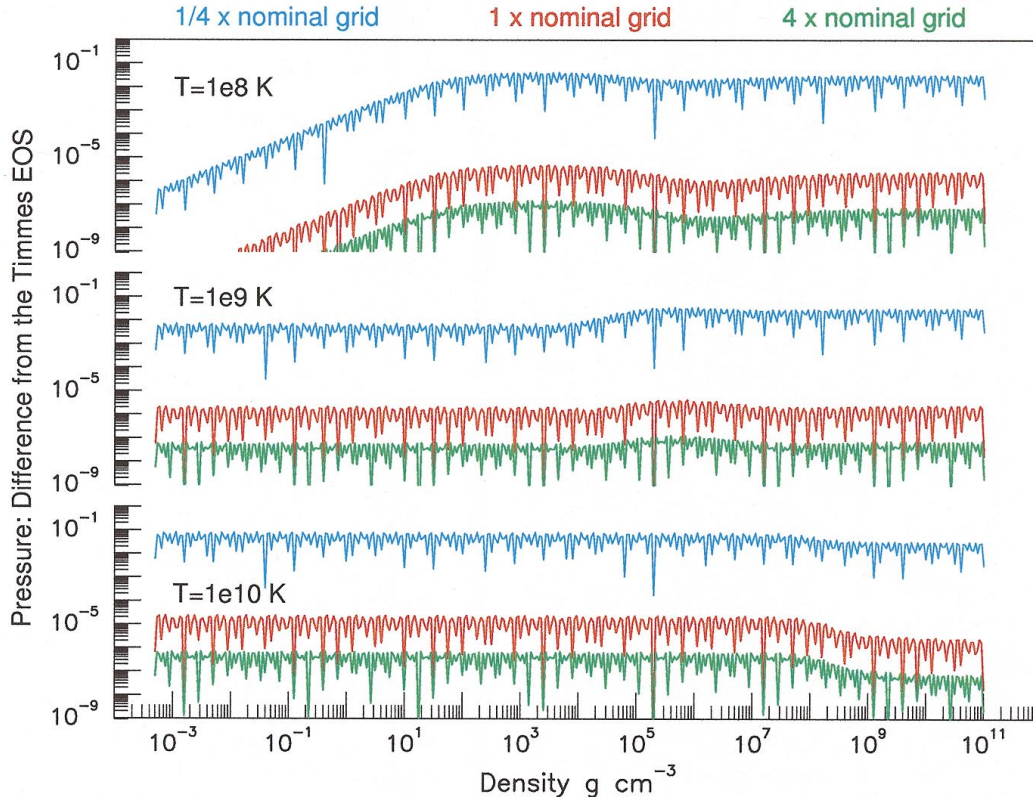 1/4 x nominal grid 1 x nominal grid 4 x nominal grid
Pressure: Difference from the Timmes EOS
10^-1
T=1e8 K
10^-5
10^-9
10^-1
T=1e9 K
10^-5
10^-9
10^-1
T=1e10 K
10^-5
10^-9
10^-3 10^-1 10^1 10^3 10^5 10^7 10^9 10^11
Density g cm^-3